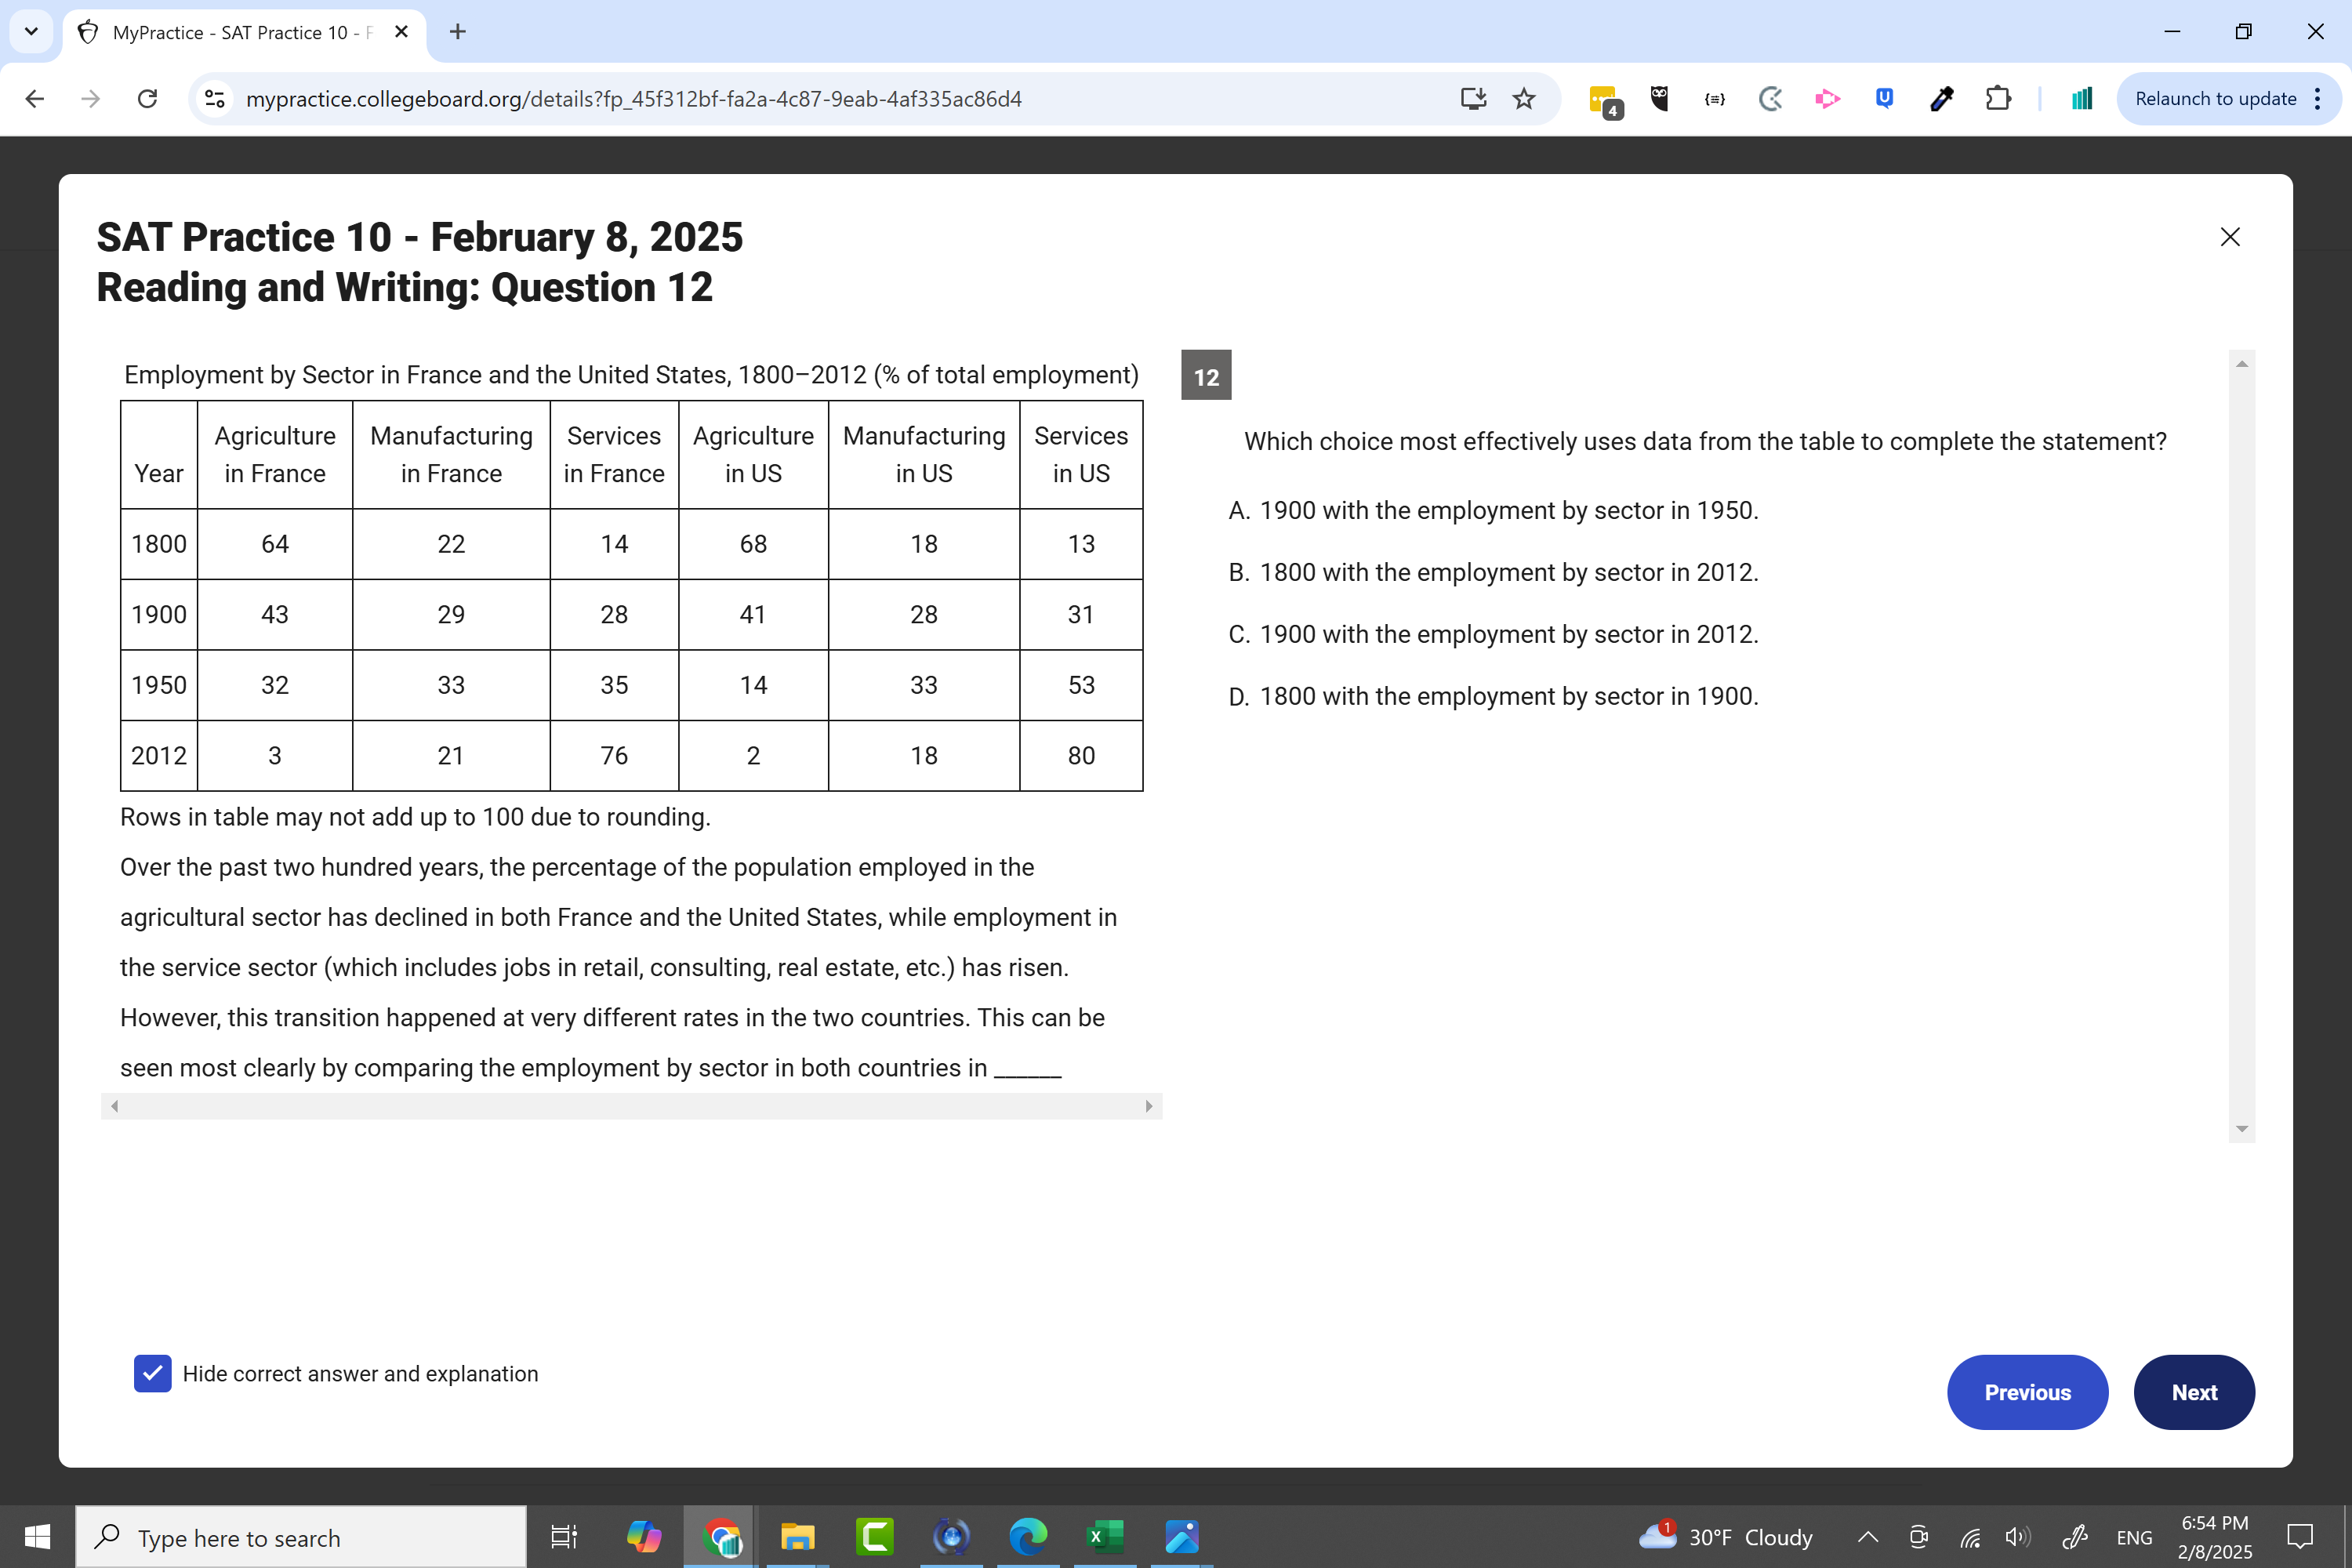 MyPractice - SAT Practice 10 - F
mypractice.collegeboard.org/details?fp_45f312bf-fa2a-4c87-9eab-4af335ac86d4
4
Relaunch to update
SAT Practice 10 - February 8, 2025
Reading and Writing: Question 12
Employment by Sector in France and the United States, 1800–2012 (% of total employment)
Year Agriculture in France Manufacturing in France Services in France Agriculture in US Manufacturing in US Services in US
1800 64 22 14 68 18 13
1900 43 29 28 41 28 31
1950 32 33 35 14 33 53
2012 3 21 76 2 18 80
Rows in table may not add up to 100 due to rounding.
Over the past two hundred years, the percentage of the population employed in the
agricultural sector has declined in both France and the United States, while employment in
the service sector (which includes jobs in retail, consulting, real estate, etc.) has risen.
However, this transition happened at very different rates in the two countries. This can be
seen most clearly by comparing the employment by sector in both countries in ______
12
Which choice most effectively uses data from the table to complete the statement?
A. 1900 with the employment by sector in 1950.
B. 1800 with the employment by sector in 2012.
C. 1900 with the employment by sector in 2012.
D. 1800 with the employment by sector in 1900.
Hide correct answer and explanation
Previous
Next
Type here to search
1
30°F Cloudy
ENG
6:54 PM
2/8/2025